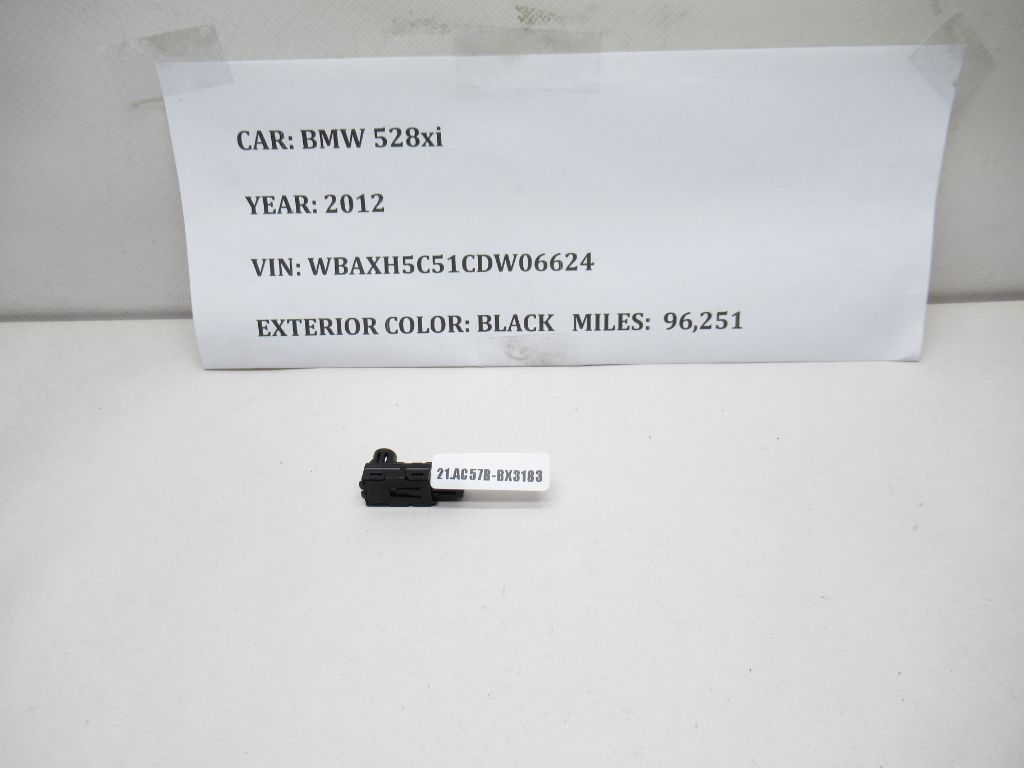 CAR: BMW 528xi
YEAR: 2012
VIN: WBAXH5C51CDW06624
EXTERIOR COLOR: BLACK MILES: 96,251
21.AC57B-BX3183